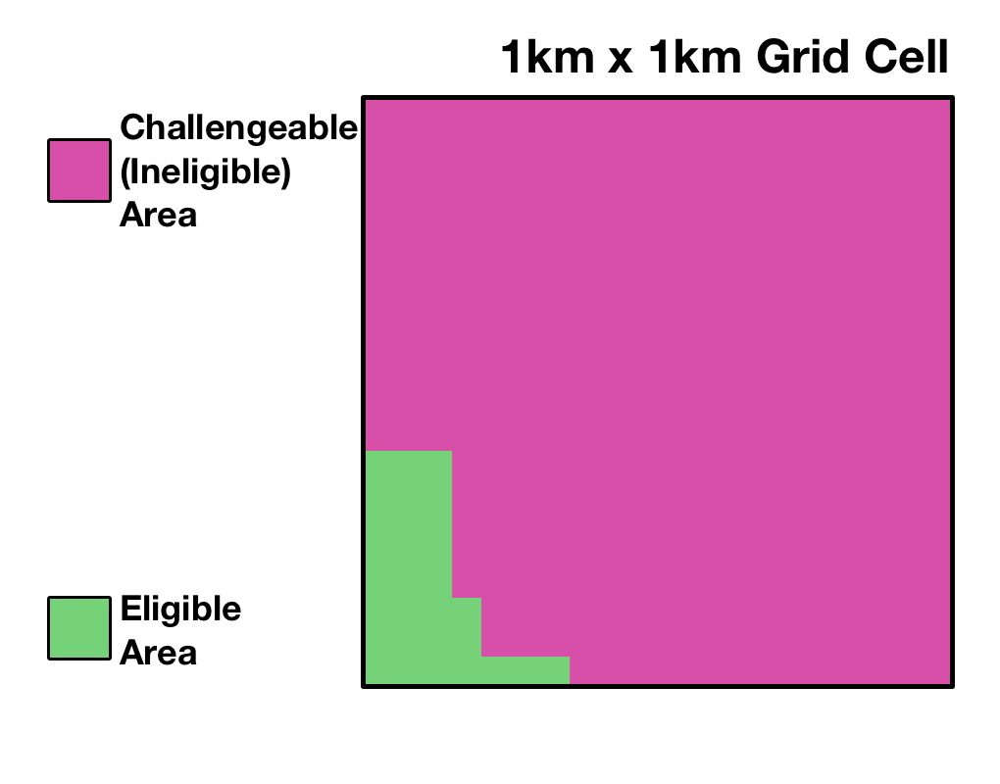 1km x 1km Grid Cell
Challengeable
(Ineligible)
Area
Eligible
Area